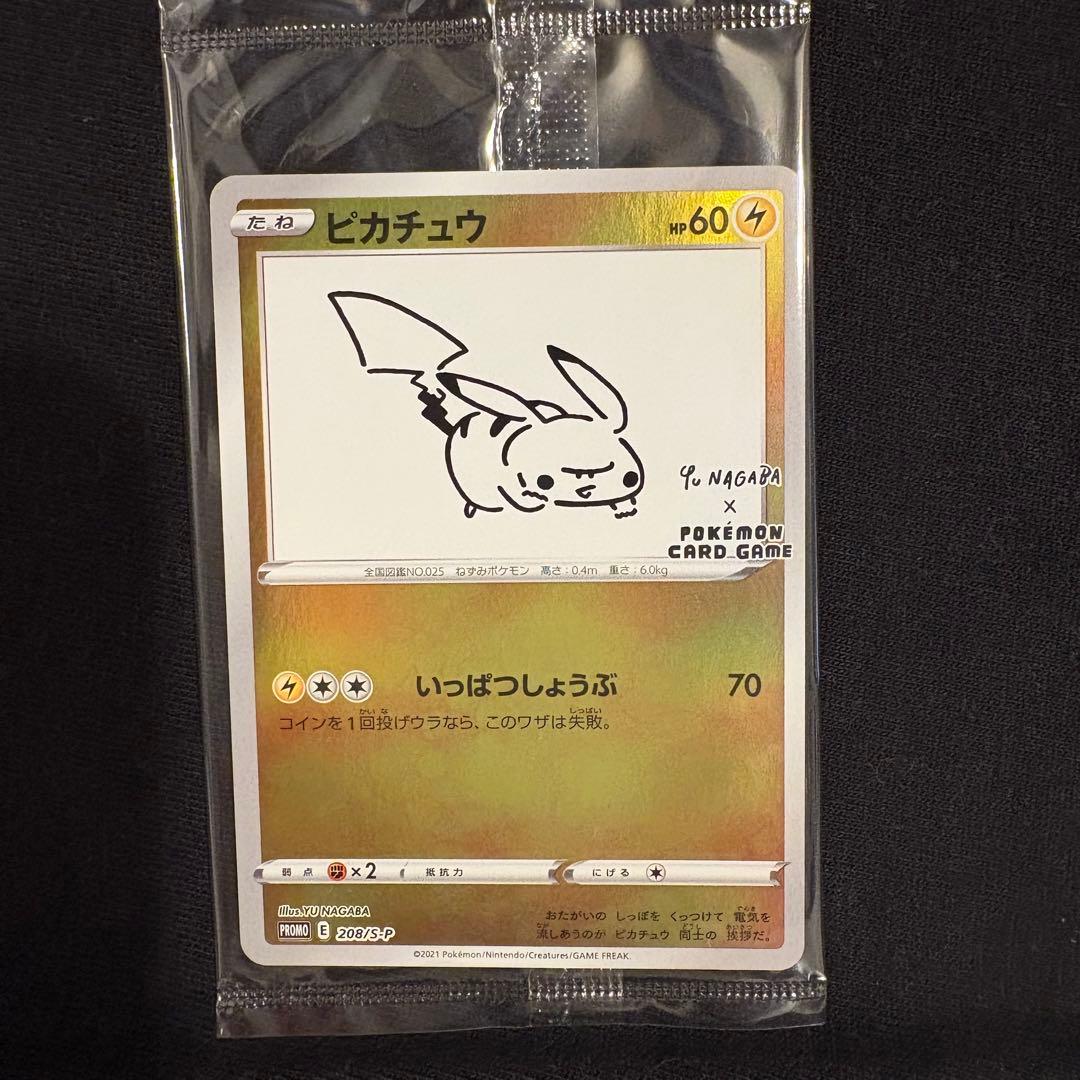 たね ピカチュウ HP60
Yu NAGABA
×
POKÉMON
CARD GAME
全国図鑑NO.025 ねずみポケモン 高さ:0.4m 重さ:6.0kg
いっぱつしょうぶ 70
コインを1回投げウラなら、このワザは失敗。
弱点 ×2 抵抗力 にげる
Illus.YU NAGABA
PROMO E 208/S-P
おたがいの しっぽを くっつけて 電気を
流しあうのが ピカチュウ 同士の 挨拶だ。
©2021 Pokémon/Nintendo/Creatures/GAME FREAK.